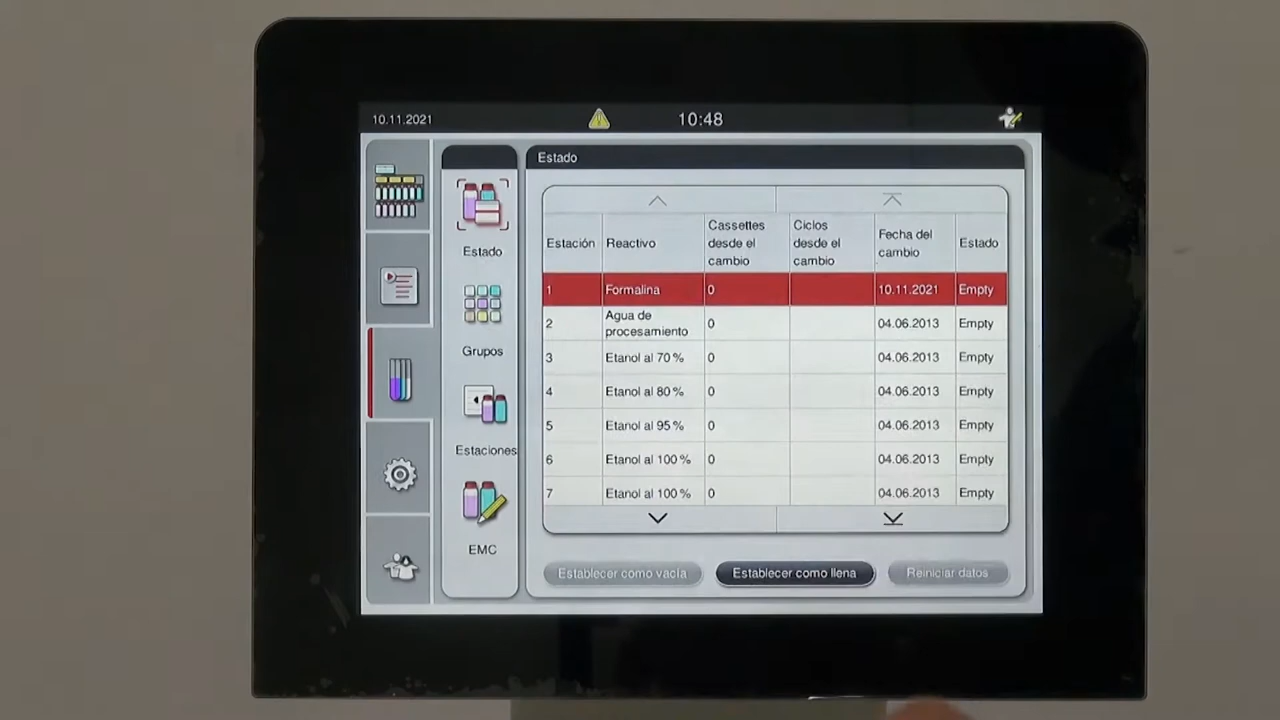 10.11.2021
10:48
Estado
Estado
Grupos
Estaciones
EMC
Estación
Reactivo
Cassettes
desde el
cambio
Ciclos
desde el
cambio
Fecha del
cambio
Estado
1 Formalina 0 10.11.2021 Empty
2 Agua de
procesamiento 0 04.06.2013 Empty
3 Etanol al 70 % 0 04.06.2013 Empty
4 Etanol al 80 % 0 04.06.2013 Empty
5 Etanol al 95 % 0 04.06.2013 Empty
6 Etanol al 100 % 0 04.06.2013 Empty
7 Etanol al 100 % 0 04.06.2013 Empty
Establecer como vacía
Establecer como llena
Reiniciar datos